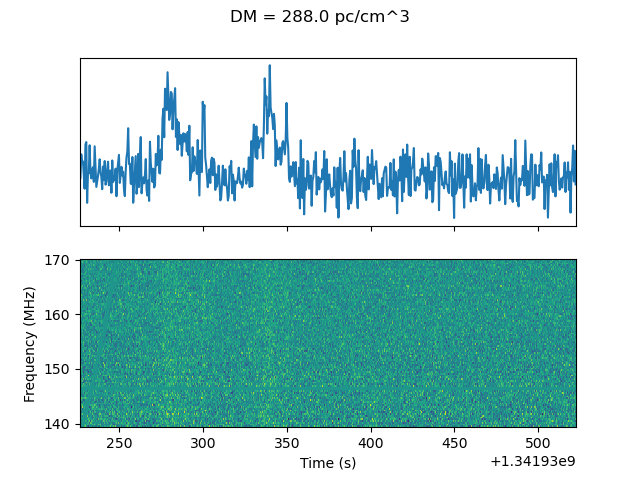 DM = 288.0 pc/cm^3
170
160
150
140
Frequency (MHz)
250 300 350 400 450 500
Time (s)
+1.34193e9